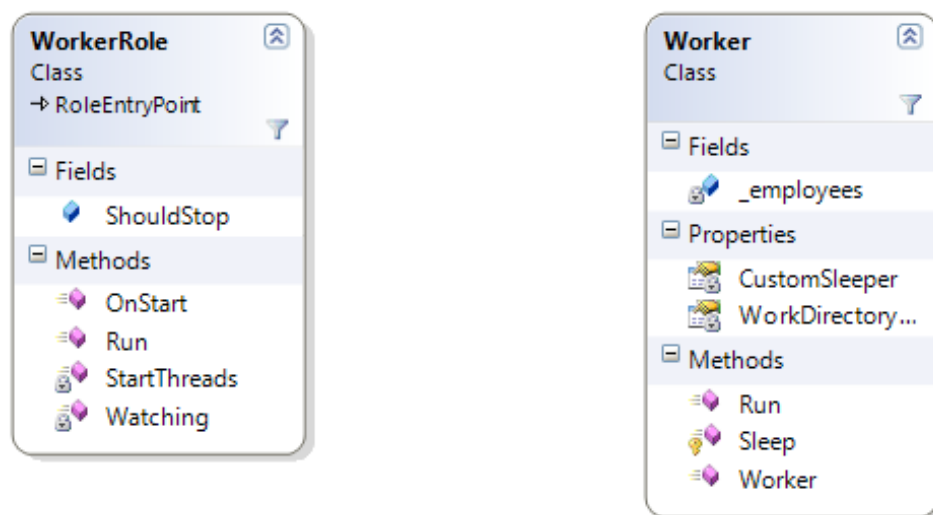 WorkerRole
Class
RoleEntryPoint
Fields
ShouldStop
Methods
OnStart
Run
StartThreads
Watching
Worker
Class
Fields
_employees
Properties
CustomSleeper
WorkDirectory...
Methods
Run
Sleep
Worker